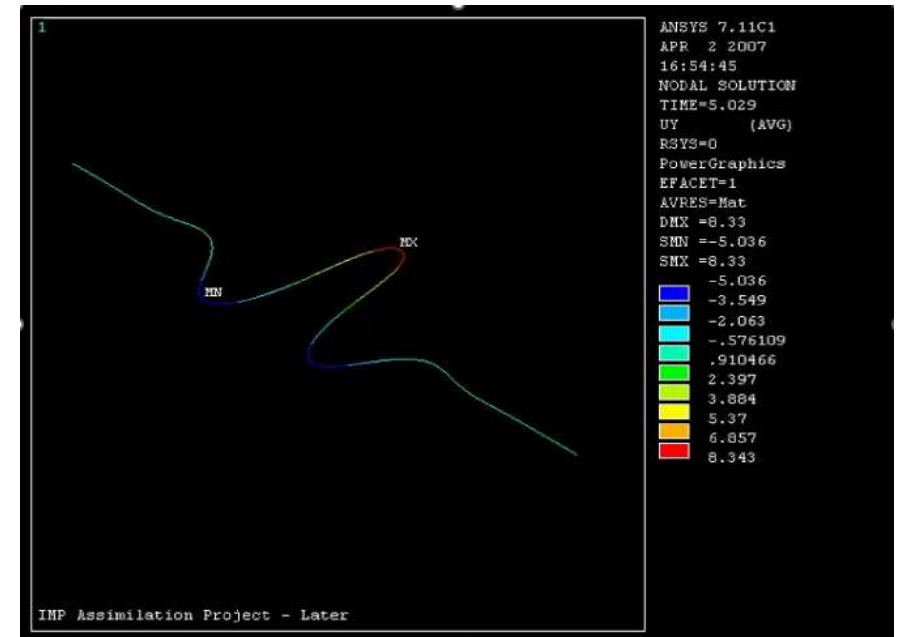 1
MX
MN
IMP Assimilation Project - Later
ANSYS 7.11C1
APR 2 2007
16:54:45
NODAL SOLUTION
TIME=5.029
UY (AVG)
RSYS=0
PowerGraphics
EFACET=1
AVRES=Mat
DMX =8.33
SMN =-5.036
SMX =8.33
-5.036
-3.549
-2.063
-.576109
.910466
2.397
3.884
5.37
6.857
8.343